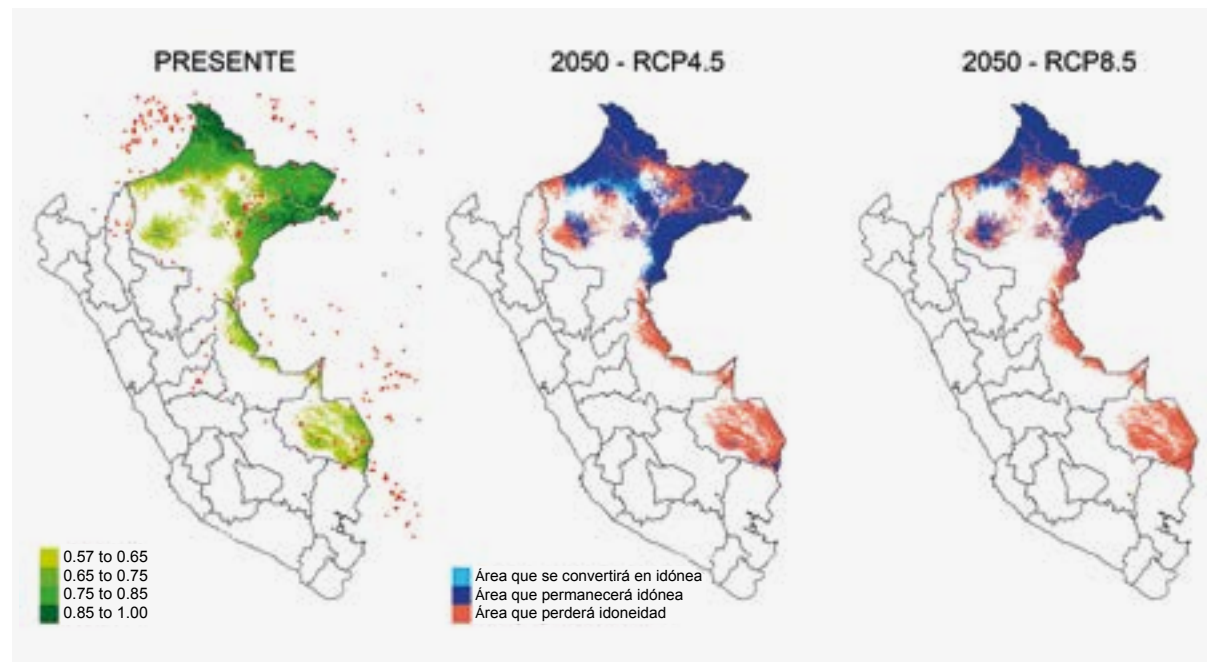 PRESENTE
2050 - RCP4.5
2050 - RCP8.5
0.57 to 0.65
0.65 to 0.75
0.75 to 0.85
0.85 to 1.00
Área que se convertirá en idónea
Área que permanecerá idónea
Área que perderá idoneidad